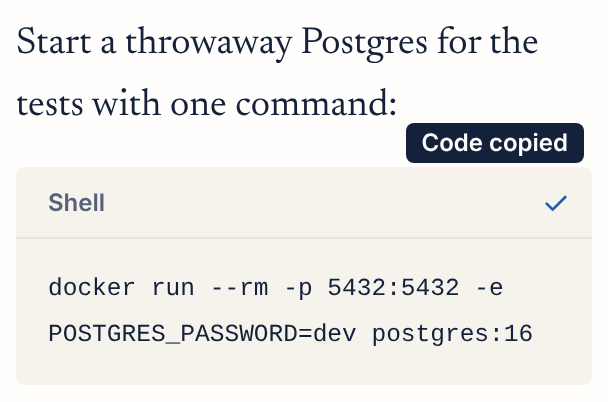 Start a throwaway Postgres for the
tests with one command:
Code copied
Shell
docker run --rm -p 5432:5432 -e
POSTGRES_PASSWORD=dev postgres:16